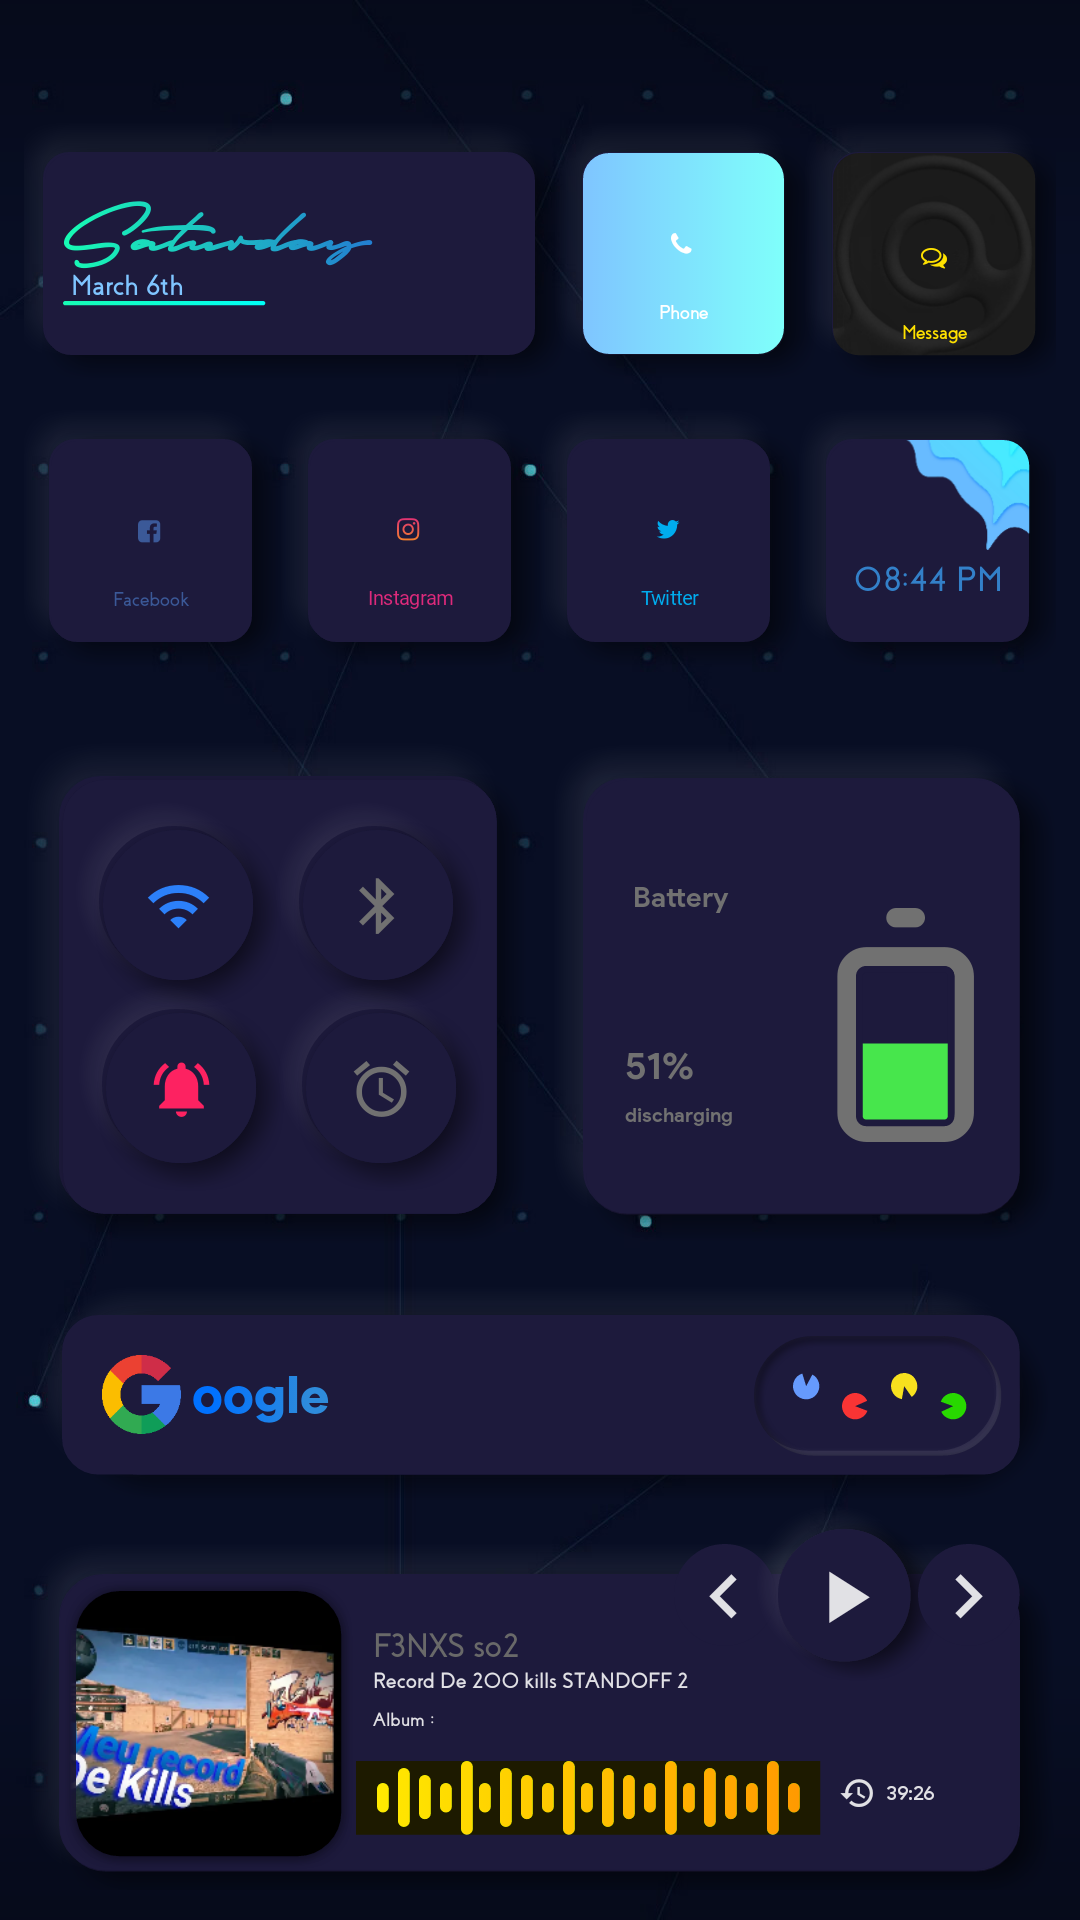 Saturday
March 6th
Phone
Message
Facebook
Instagram
Twitter
08:44 PM
Battery
51%
discharging
Google
F3NXS so2
Record De 200 kills STANDOFF 2
Album :
39:26
Meu record
De Kills